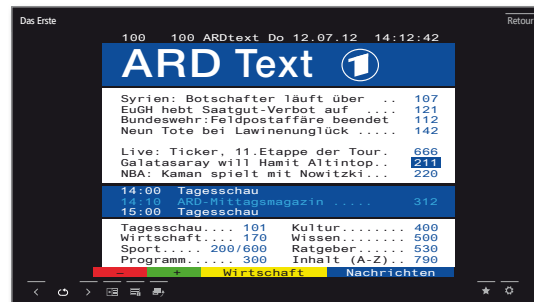 Das Erste
Retour
100 100 ARDtext Do 12.07.12 14:12:42
ARD Text 1
Syrien: Botschafter läuft über .. 107
EuGH hebt Saatgut-Verbot auf .... 121
Bundeswehr:Feldpostaffäre beendet 112
Neun Tote bei Lawinenunglück ..... 142
Live: Ticker, 11.Etappe der Tour. 666
Galatasaray will Hamit Altintop.. 211
NBA: Kaman spielt mit Nowitzki... 220
14:00 Tagesschau
14:10 ARD-Mittagsmagazin ..... 312
15:00 Tagesschau
Tagesschau.... 101 Kultur........ 400
Wirtschaft.... 170 Wissen........ 500
Sport..... 200/600 Ratgeber...... 530
Programm...... 300 Inhalt (A-Z).. 790
– + Wirtschaft Nachrichten